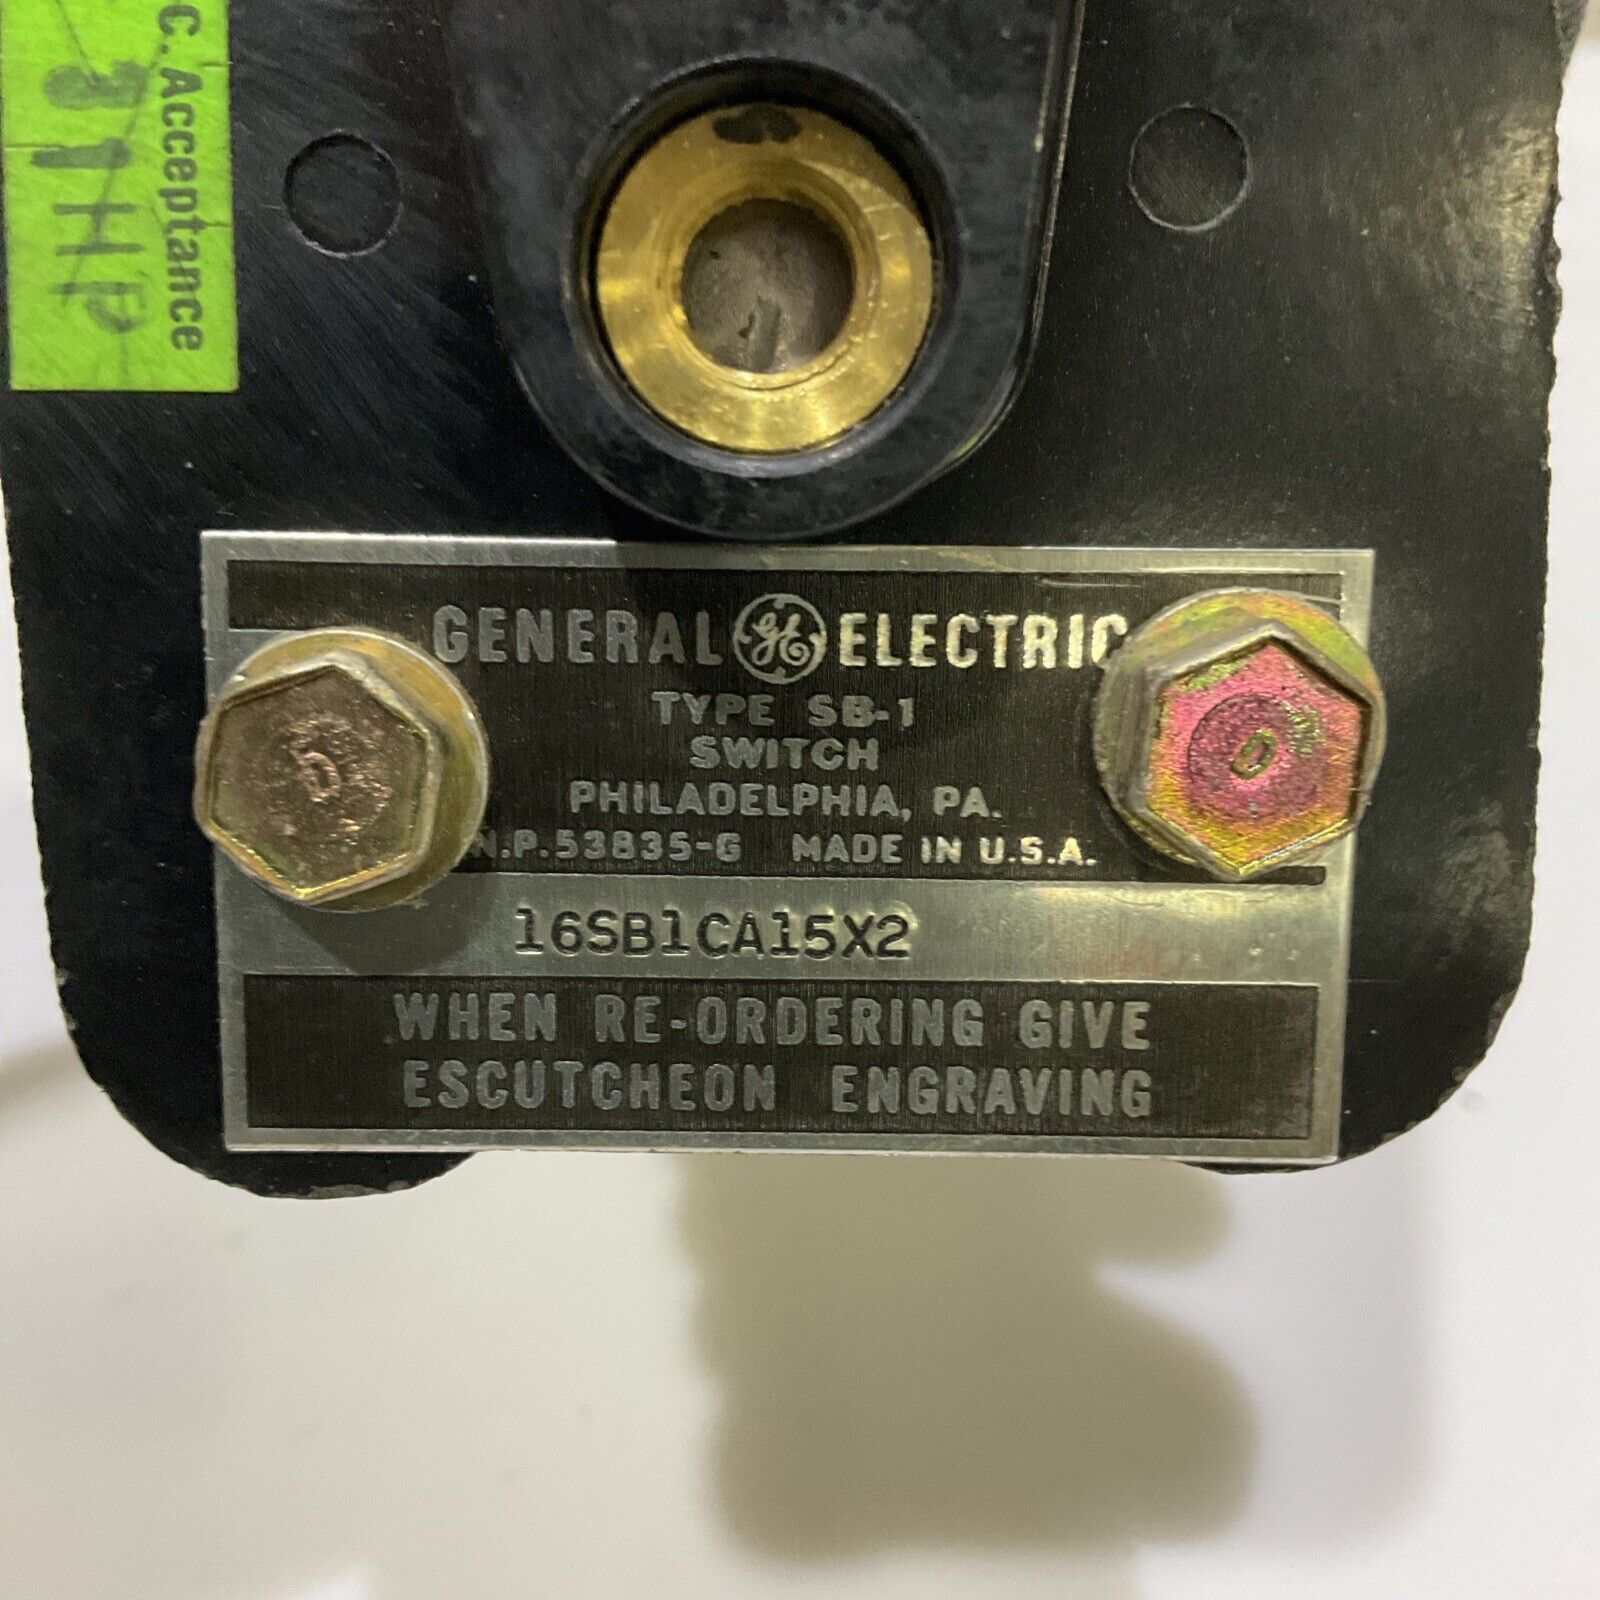 C. Acceptance
GENERAL GE ELECTRIC
TYPE SB-1
SWITCH
PHILADELPHIA, PA.
N.P.53835-G MADE IN U.S.A.
16SB1CA15X2
WHEN RE-ORDERING GIVE
ESCUTCHEON ENGRAVING